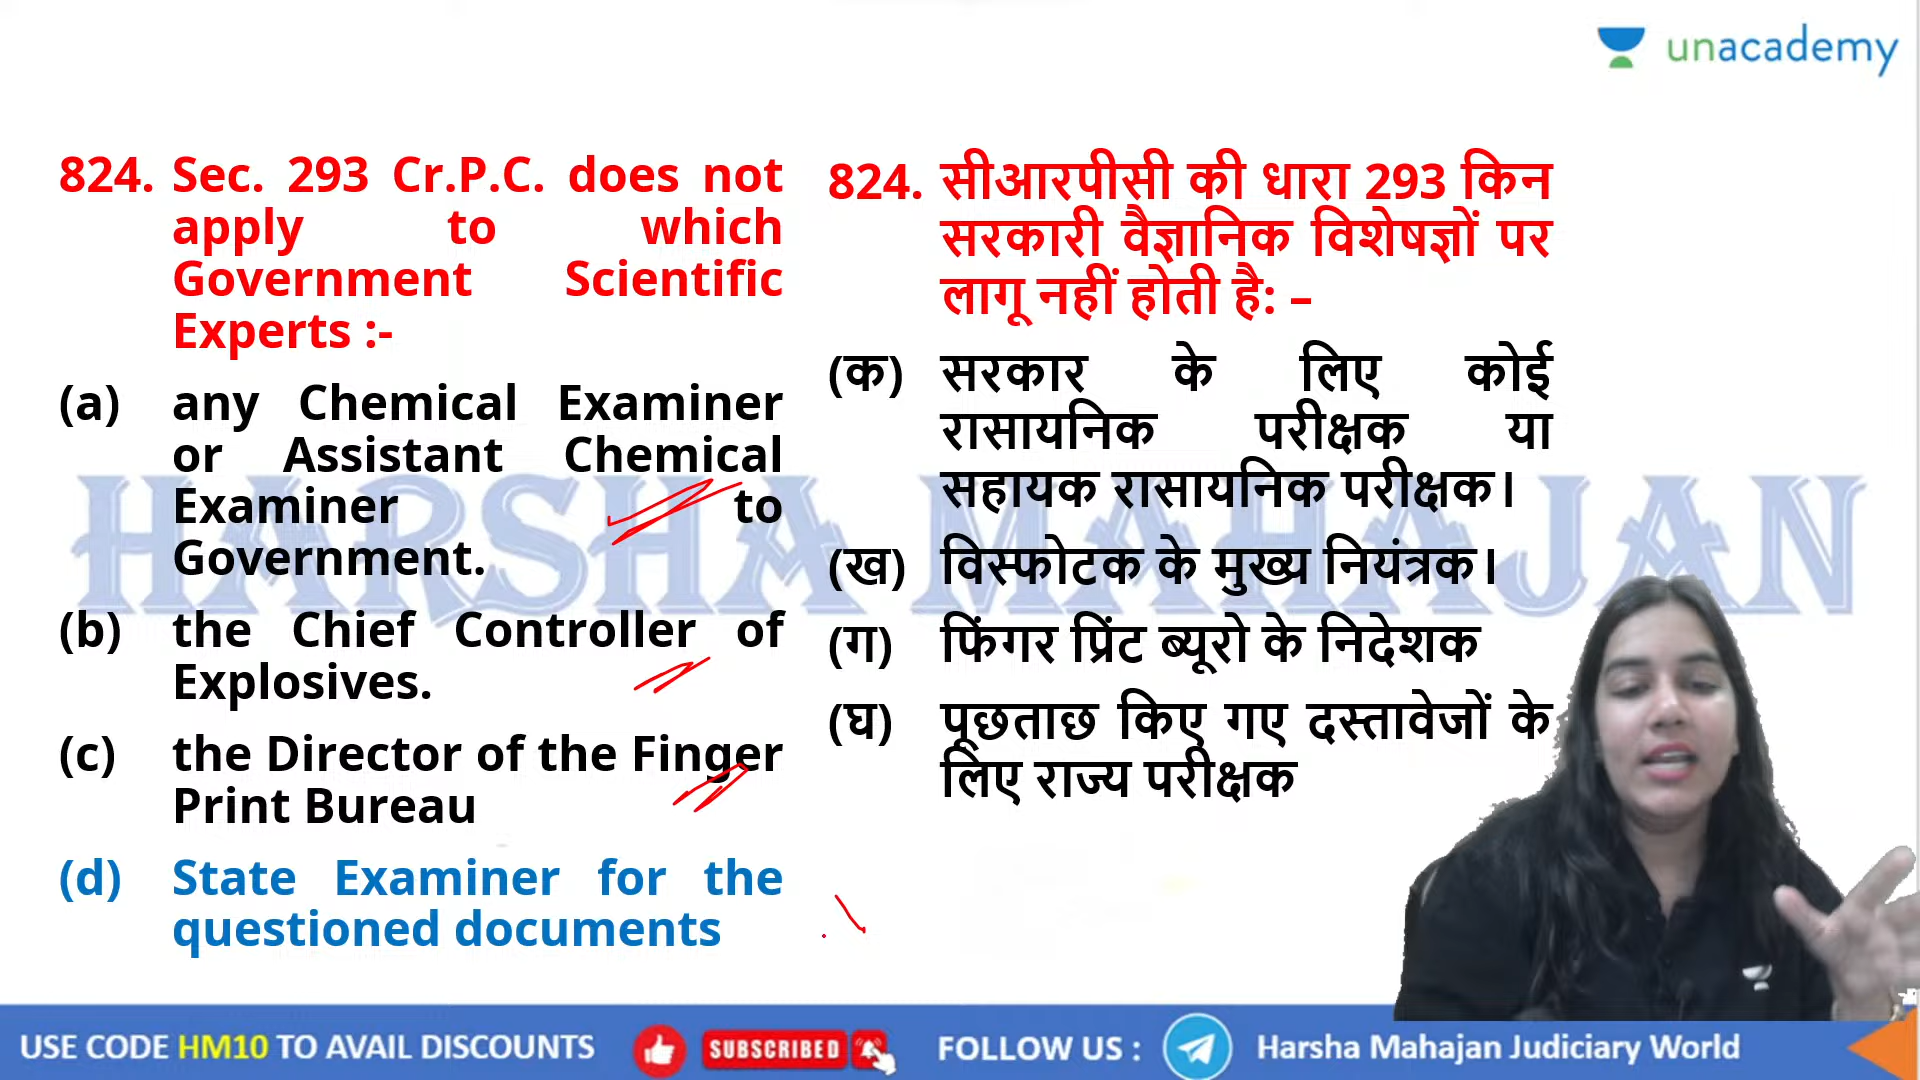 unacademy
824. Sec. 293 Cr.P.C. does not
apply to which
Government Scientific
Experts :-
(a) any Chemical Examiner
or Assistant Chemical
Examiner to
Government.
(b) the Chief Controller of
Explosives.
(c) the Director of the Finger
Print Bureau
(d) State Examiner for the
questioned documents
824. सीआरपीसी की धारा 293 किन
सरकारी वैज्ञानिक विशेषज्ञों पर
लागू नहीं होती है: –
(क) सरकार के लिए कोई
रासायनिक परीक्षक या
सहायक रासायनिक परीक्षक।
(ख) विस्फोटक के मुख्य नियंत्रक।
(ग) फिंगर प्रिंट ब्यूरो के निदेशक
(घ) पूछताछ किए गए दस्तावेजों के
लिए राज्य परीक्षक
HARSHA MAHAJAN
USE CODE HM10 TO AVAIL DISCOUNTS
SUBSCRIBED
FOLLOW US :
Harsha Mahajan Judiciary World